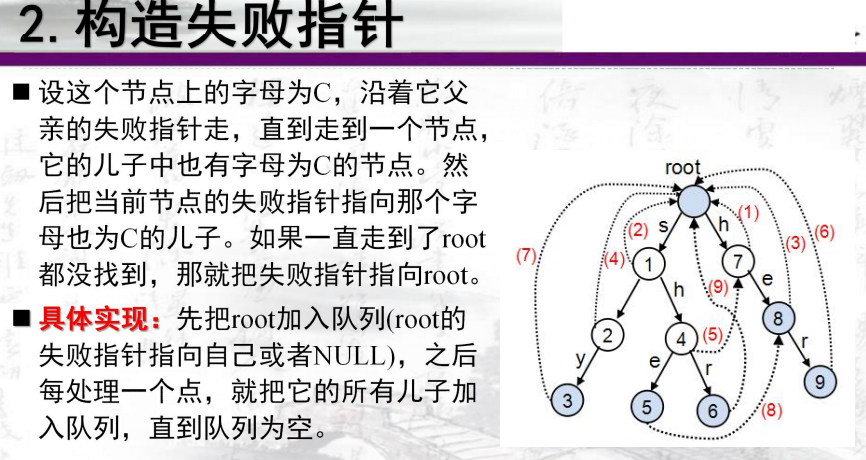 2. 构造失败指针
■ 设这个节点上的字母为C，沿着它父
亲的失败指针走，直到走到一个节点，
它的儿子中也有字母为C的节点。然
后把当前节点的失败指针指向那个字
母也为C的儿子。如果一直走到了root
都没找到，那就把失败指针指向root。
■ 具体实现：先把root加入队列(root的
失败指针指向自己或者NULL)，之后
每处理一个点，就把它的所有儿子加
入队列，直到队列为空。
root
s h (1)
(2) (6)
(7) (4) 1 7 (3)
h (9) e
2 4 (5) 8
y e r r
3 5 6 9
(8)